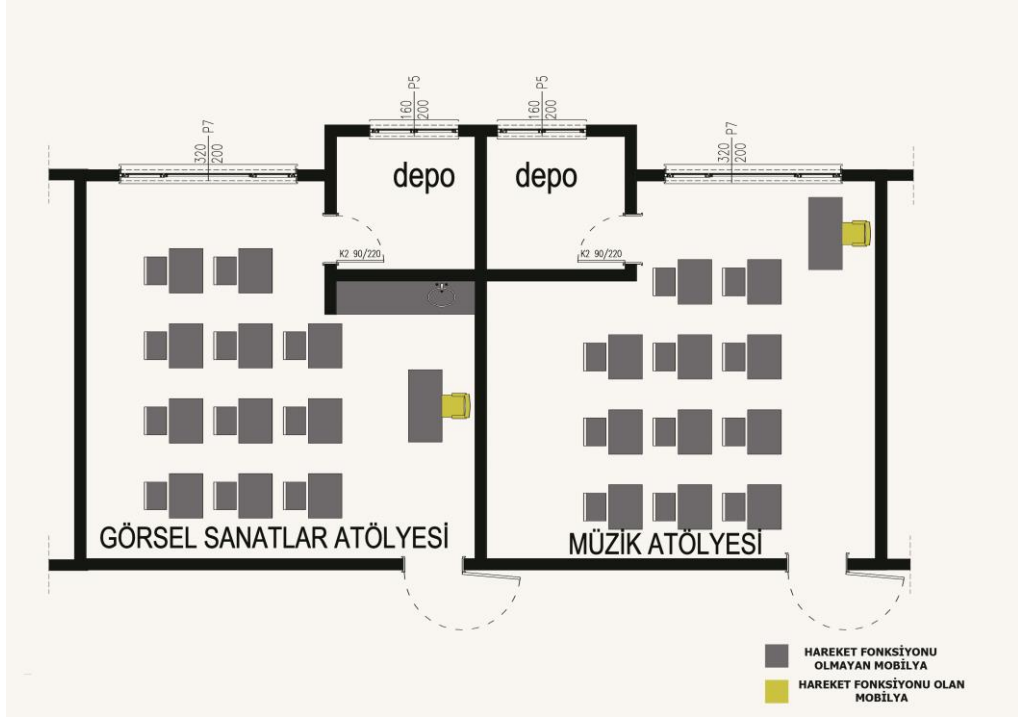 160 P5
200
160 P5
200
320 P7
200
320 P7
200
depo
depo
K2 90/220
K2 90/220
GÖRSEL SANATLAR ATÖLYESİ
MÜZİK ATÖLYESİ
HAREKET FONKSİYONU
OLMAYAN MOBİLYA
HAREKET FONKSİYONU OLAN
MOBİLYA